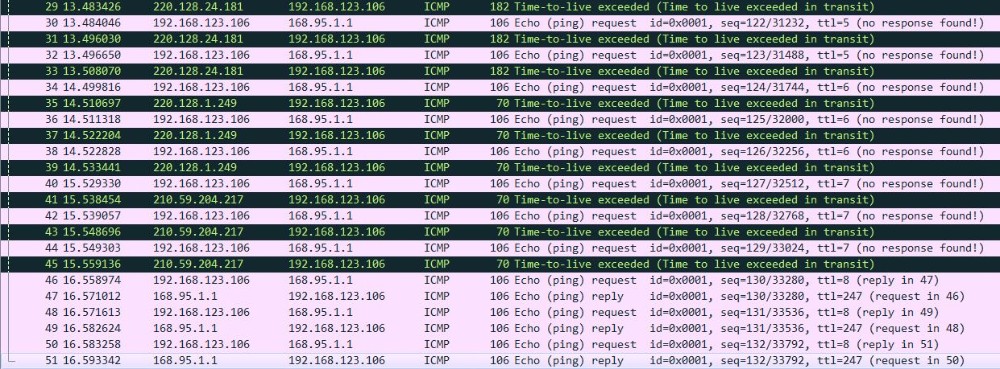 29 13.483426 220.128.24.181 192.168.123.106 ICMP 182 Time-to-live exceeded (Time to live exceeded in transit)
30 13.484046 192.168.123.106 168.95.1.1 ICMP 106 Echo (ping) request id=0x0001, seq=122/31232, ttl=5 (no response found!)
31 13.496030 220.128.24.181 192.168.123.106 ICMP 182 Time-to-live exceeded (Time to live exceeded in transit)
32 13.496650 192.168.123.106 168.95.1.1 ICMP 106 Echo (ping) request id=0x0001, seq=123/31488, ttl=5 (no response found!)
33 13.508070 220.128.24.181 192.168.123.106 ICMP 182 Time-to-live exceeded (Time to live exceeded in transit)
34 14.499816 192.168.123.106 168.95.1.1 ICMP 106 Echo (ping) request id=0x0001, seq=124/31744, ttl=6 (no response found!)
35 14.510697 220.128.1.249 192.168.123.106 ICMP 70 Time-to-live exceeded (Time to live exceeded in transit)
36 14.511318 192.168.123.106 168.95.1.1 ICMP 106 Echo (ping) request id=0x0001, seq=125/32000, ttl=6 (no response found!)
37 14.522204 220.128.1.249 192.168.123.106 ICMP 70 Time-to-live exceeded (Time to live exceeded in transit)
38 14.522828 192.168.123.106 168.95.1.1 ICMP 106 Echo (ping) request id=0x0001, seq=126/32256, ttl=6 (no response found!)
39 14.533441 220.128.1.249 192.168.123.106 ICMP 70 Time-to-live exceeded (Time to live exceeded in transit)
40 15.529330 192.168.123.106 168.95.1.1 ICMP 106 Echo (ping) request id=0x0001, seq=127/32512, ttl=7 (no response found!)
41 15.538454 210.59.204.217 192.168.123.106 ICMP 70 Time-to-live exceeded (Time to live exceeded in transit)
42 15.539057 192.168.123.106 168.95.1.1 ICMP 106 Echo (ping) request id=0x0001, seq=128/32768, ttl=7 (no response found!)
43 15.548696 210.59.204.217 192.168.123.106 ICMP 70 Time-to-live exceeded (Time to live exceeded in transit)
44 15.549303 192.168.123.106 168.95.1.1 ICMP 106 Echo (ping) request id=0x0001, seq=129/33024, ttl=7 (no response found!)
45 15.559136 210.59.204.217 192.168.123.106 ICMP 70 Time-to-live exceeded (Time to live exceeded in transit)
46 16.558974 192.168.123.106 168.95.1.1 ICMP 106 Echo (ping) request id=0x0001, seq=130/33280, ttl=8 (reply in 47)
47 16.571012 168.95.1.1 192.168.123.106 ICMP 106 Echo (ping) reply id=0x0001, seq=130/33280, ttl=247 (request in 46)
48 16.571613 192.168.123.106 168.95.1.1 ICMP 106 Echo (ping) request id=0x0001, seq=131/33536, ttl=8 (reply in 49)
49 16.582624 168.95.1.1 192.168.123.106 ICMP 106 Echo (ping) reply id=0x0001, seq=131/33536, ttl=247 (request in 48)
50 16.583258 192.168.123.106 168.95.1.1 ICMP 106 Echo (ping) request id=0x0001, seq=132/33792, ttl=8 (reply in 51)
51 16.593342 168.95.1.1 192.168.123.106 ICMP 106 Echo (ping) reply id=0x0001, seq=132/33792, ttl=247 (request in 50)